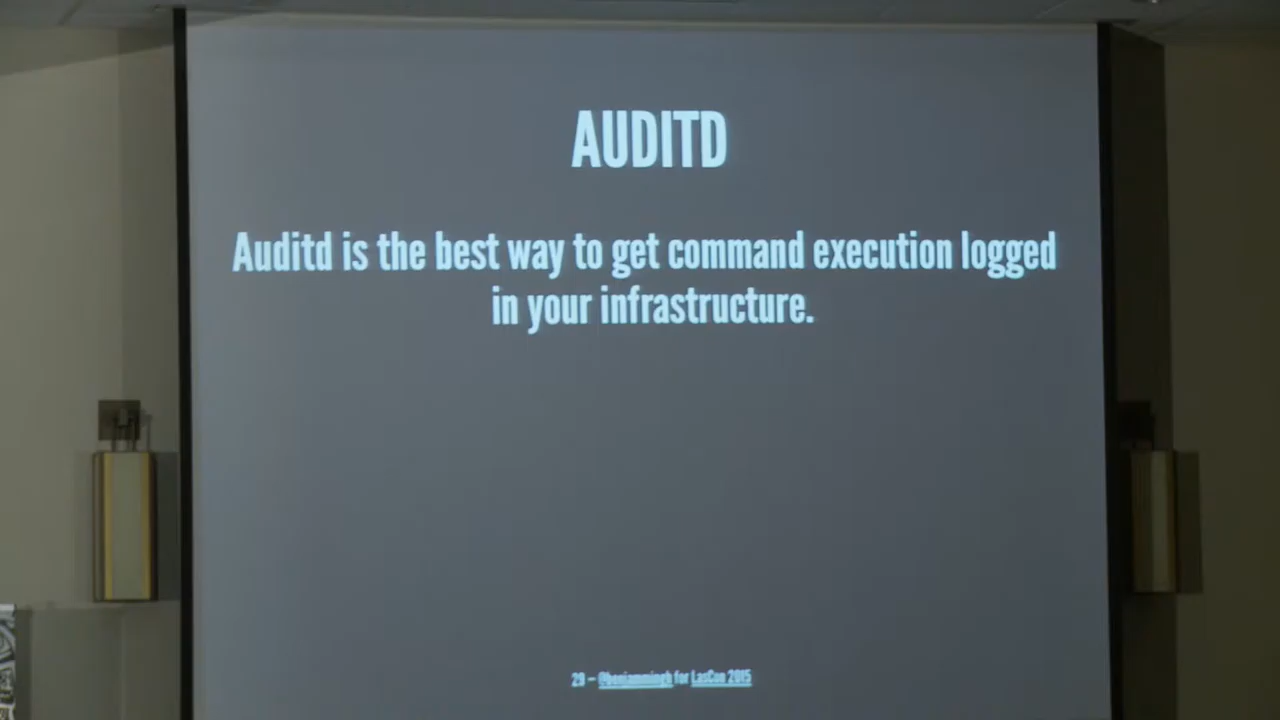 AUDITD
Auditd is the best way to get command execution logged
in your infrastructure.
29 — @benjammingh for LasCon 2015